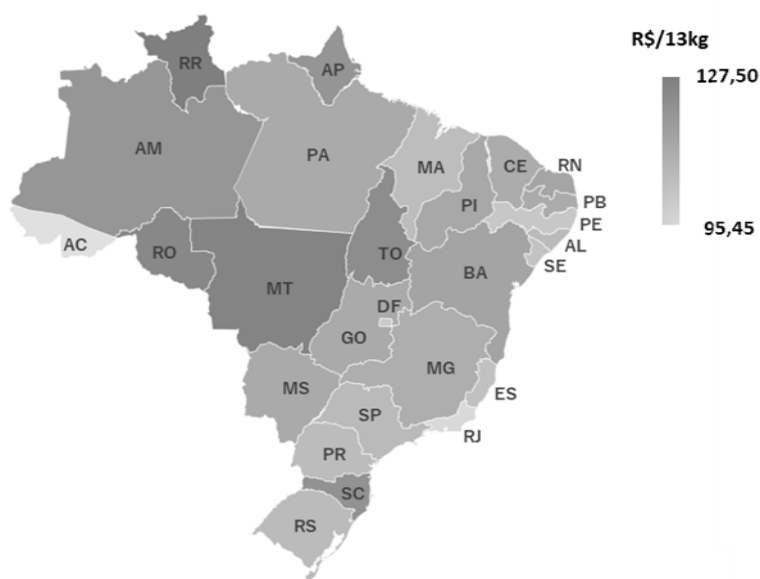 R$/13kg
127,50
95,45
RR
AP
AM
PA
MA
CE
RN
PB
PE
AL
SE
PI
AC
RO
TO
BA
MT
DF
GO
MG
MS
ES
SP
RJ
PR
SC
RS